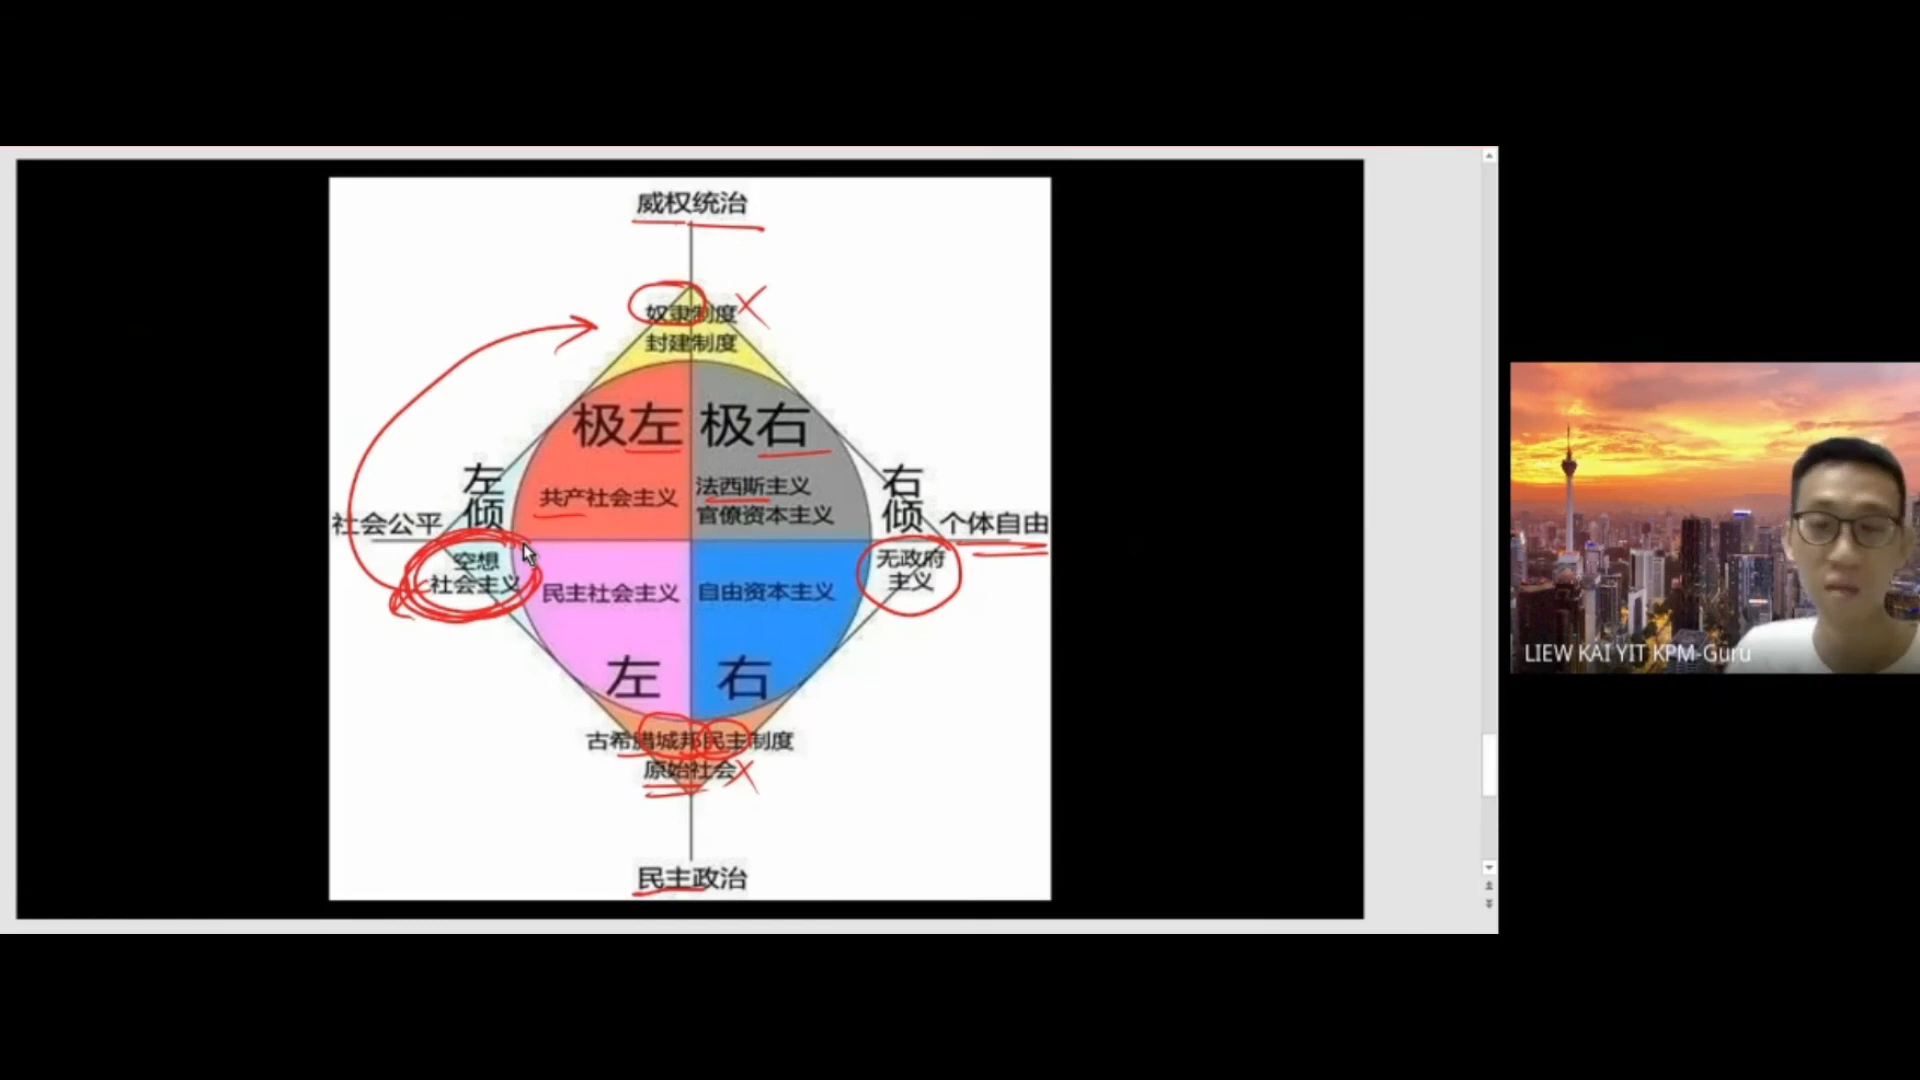 威权统治
奴隶制度
封建制度
极左 极右
左倾
右倾
共产社会主义
法西斯主义
官僚资本主义
社会公平
个体自由
空想
社会主义
无政府
主义
民主社会主义
自由资本主义
左 右
古希腊城邦民主制度
原始社会
民主政治
LIEW KAI YIT KPM-Guru